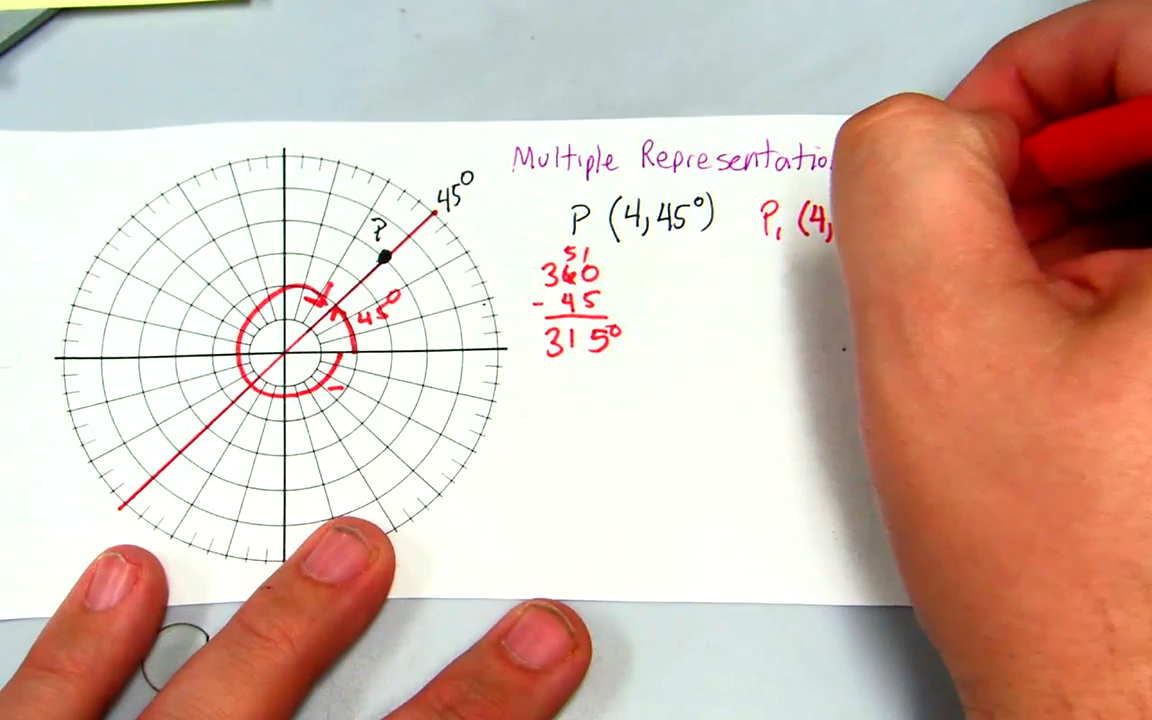 Multiple Representatio
P (4,45°) P₁ (4,
51
360
- 45
315°
45°
P
45°
-